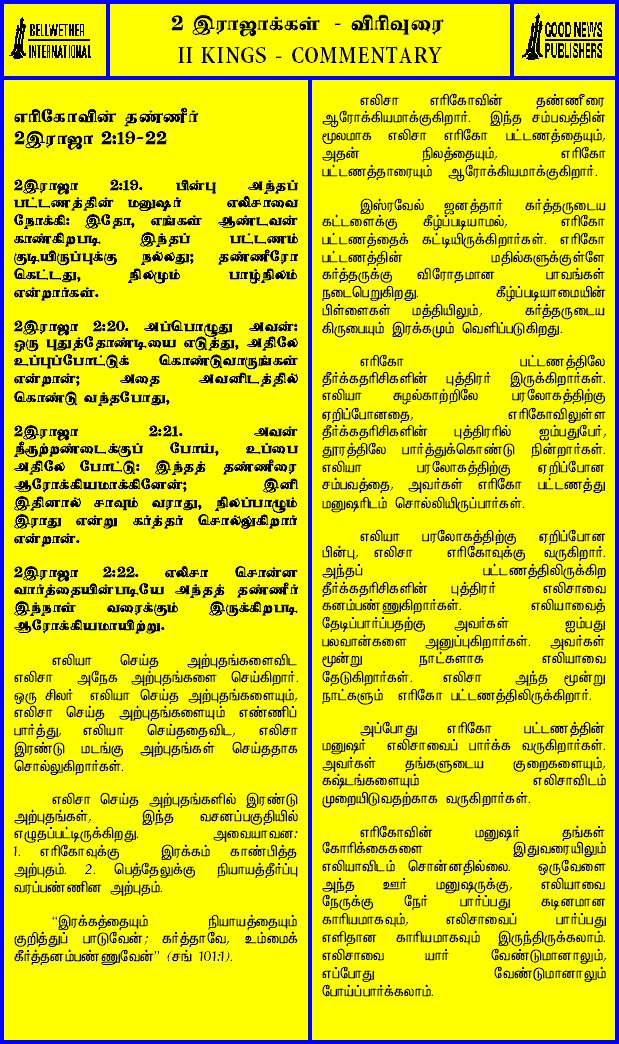 BELLWETHER
INTERNATIONAL
2 இராஜாக்கள் - விரிவுரை
II KINGS - COMMENTARY
GOOD NEWS
PUBLISHERS
எரிகோவின் தண்ணீர்
2இராஜா 2:19-22
2இராஜா 2:19. பின்பு அந்தப்
பட்டணத்தின் மனுஷர் எலிசாவை
நோக்கி: இதோ, எங்கள் ஆண்டவன்
காண்கிறபடி இந்தப் பட்டணம்
குடியிருப்புக்கு நல்லது; தண்ணீரோ
கெட்டது, நிலமும் பாழ்நிலம்
என்றார்கள்.
2இராஜா 2:20. அப்பொழுது அவன்:
ஒரு புதுத்தோண்டியை எடுத்து, அதிலே
உப்புப்போட்டுக் கொண்டுவாருங்கள்
என்றான்; அதை அவனிடத்தில்
கொண்டு வந்தபோது,
2இராஜா 2:21. அவன்
நீரூற்றண்டைக்குப் போய், உப்பை
அதிலே போட்டு: இந்தத் தண்ணீரை
ஆரோக்கியமாக்கினேன்; இனி
இதினால் சாவும் வராது, நிலப்பாழும்
இராது என்று கர்த்தர் சொல்லுகிறார்
என்றான்.
2இராஜா 2:22. எலிசா சொன்ன
வார்த்தையின்படியே அந்தத் தண்ணீர்
இந்நாள் வரைக்கும் இருக்கிறபடி
ஆரோக்கியமாயிற்று.
எலியா செய்த அற்புதங்களைவிட
எலிசா அநேக அற்புதங்களை செய்கிறார்.
ஒரு சிலர் எலியா செய்த அற்புதங்களையும்,
எலிசா செய்த அற்புதங்களையும் எண்ணிப்
பார்த்து, எலியா செய்ததைவிட, எலிசா
இரண்டு மடங்கு அற்புதங்கள் செய்ததாக
சொல்லுகிறார்கள்.
எலிசா செய்த அற்புதங்களில் இரண்டு
அற்புதங்கள், இந்த வசனப்பகுதியில்
எழுதப்பட்டிருக்கிறது. அவையாவன:
1. எரிகோவுக்கு இரக்கம் காண்பித்த
அற்புதம். 2. பெத்தேலுக்கு நியாயத்தீர்ப்பு
வரப்பண்ணின அற்புதம்.
“இரக்கத்தையும் நியாயத்தையும்
குறித்துப் பாடுவேன்; கர்த்தாவே, உம்மைக்
கீர்த்தனம்பண்ணுவேன்” (சங் 101:1).
எலிசா எரிகோவின் தண்ணீரை
ஆரோக்கியமாக்குகிறார். இந்த சம்பவத்தின்
மூலமாக எலிசா எரிகோ பட்டணத்தையும்,
அதன் நிலத்தையும், எரிகோ
பட்டணத்தாரையும் ஆரோக்கியமாக்குகிறார்.
இஸ்ரவேல் ஜனத்தார் கர்த்தருடைய
கட்டளைக்கு கீழ்ப்படியாமல், எரிகோ
பட்டணத்தைக் கட்டியிருக்கிறார்கள். எரிகோ
பட்டணத்தின் மதில்களுக்குள்ளே
கர்த்தருக்கு விரோதமான பாவங்கள்
நடைபெறுகிறது. கீழ்ப்படியாமையின்
பிள்ளைகள் மத்தியிலும், கர்த்தருடைய
கிருபையும் இரக்கமும் வெளிப்படுகிறது.
எரிகோ பட்டணத்திலே
தீர்க்கதரிசிகளின் புத்திரர் இருக்கிறார்கள்.
எலியா சுழல்காற்றிலே பரலோகத்திற்கு
ஏறிப்போனதை, எரிகோவிலுள்ள
தீர்க்கதரிசிகளின் புத்திரரில் ஐம்பதுபேர்,
தூரத்திலே பார்த்துக்கொண்டு நின்றார்கள்.
எலியா பரலோகத்திற்கு ஏறிப்போன
சம்பவத்தை, அவர்கள் எரிகோ பட்டணத்து
மனுஷரிடம் சொல்லியிருப்பார்கள்.
எலியா பரலோகத்திற்கு ஏறிப்போன
பின்பு, எலிசா எரிகோவுக்கு வருகிறார்.
அந்தப் பட்டணத்திலிருக்கிற
தீர்க்கதரிசிகளின் புத்திரர் எலிசாவை
கனம்பண்ணுகிறார்கள். எலியாவைத்
தேடிப்பார்ப்பதற்கு அவர்கள் ஐம்பது
பலவான்களை அனுப்புகிறார்கள். அவர்கள்
மூன்று நாட்களாக எலியாவை
தேடுகிறார்கள். எலிசா அந்த மூன்று
நாட்களும் எரிகோ பட்டணத்திலிருக்கிறார்.
அப்போது எரிகோ பட்டணத்தின்
மனுஷர் எலிசாவைப் பார்க்க வருகிறார்கள்.
அவர்கள் தங்களுடைய குறைகளையும்,
கஷ்டங்களையும் எலிசாவிடம்
முறையிடுவதற்காக வருகிறார்கள்.
எரிகோவின் மனுஷர் தங்கள்
கோரிக்கைகளை இதுவரையிலும்
எலியாவிடம் சொன்னதில்லை. ஒருவேளை
அந்த ஊர் மனுஷருக்கு, எலியாவை
நேருக்கு நேர் பார்ப்பது கடினமான
காரியமாகவும், எலிசாவைப் பார்ப்பது
எளிதான காரியமாகவும் இருந்திருக்கலாம்.
எலிசாவை யார் வேண்டுமானாலும்,
எப்போது வேண்டுமானாலும்
போய்ப்பார்க்கலாம்.